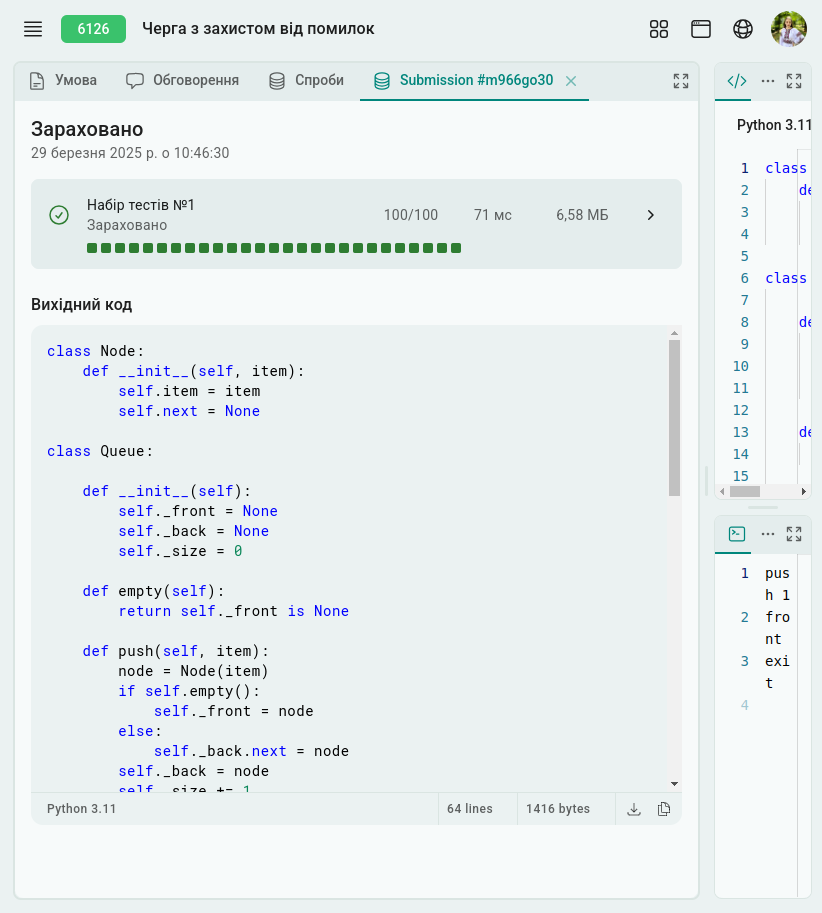 6126 Черга з захистом від помилок
Умова Обговорення Спроби Submission #m966go30
Зараховано
29 березня 2025 р. о 10:46:30
Набір тестів №1
Зараховано
100/100 71 мс 6,58 МБ
Вихідний код
class Node:
    def __init__(self, item):
        self.item = item
        self.next = None
class Queue:
    def __init__(self):
        self._front = None
        self._back = None
        self._size = 0
    def empty(self):
        return self._front is None
    def push(self, item):
        node = Node(item)
        if self.empty():
            self._front = node
        else:
            self._back.next = node
        self._back = node
        self._size += 1
Python 3.11 64 lines 1416 bytes
Python 3.11
1 class
2 de
3
4
5
6 class
7
8 de
9
10
11
12
13 de
14
15
1 pus
h 1
2 fro
nt
3 exi
t
4